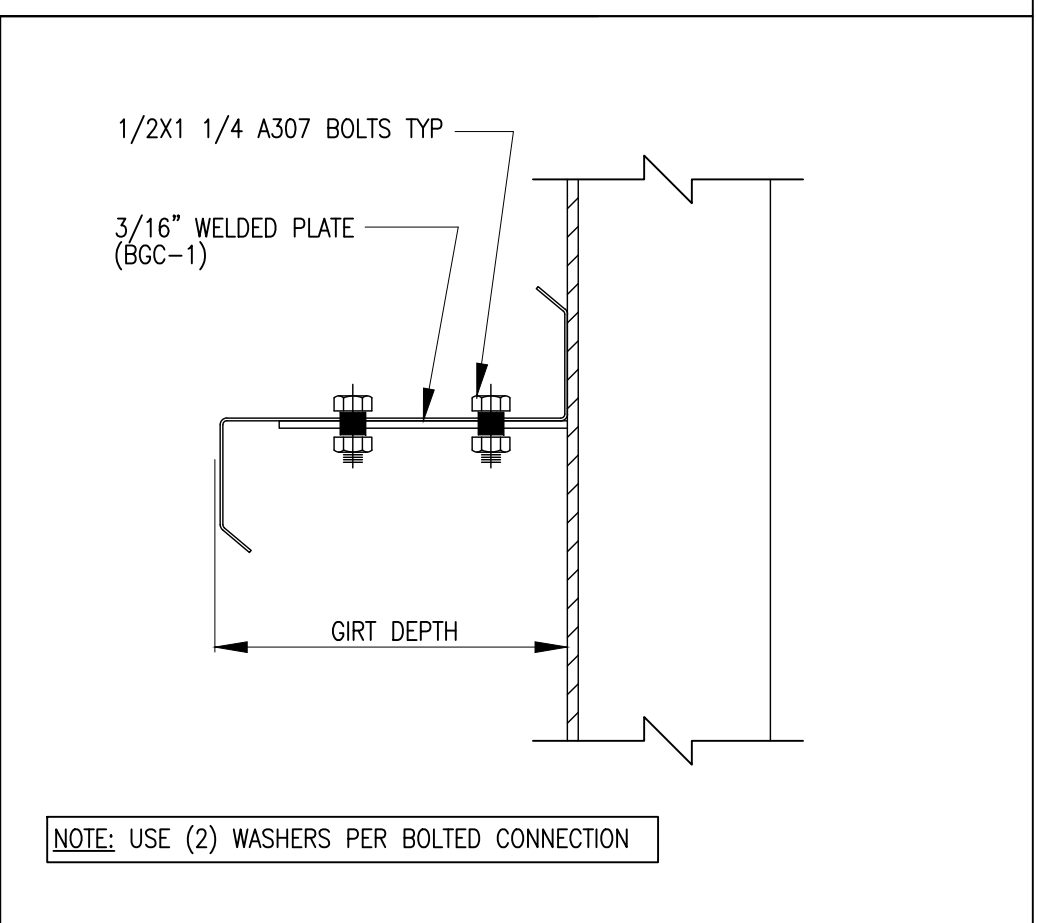 1/2X1 1/4 A307 BOLTS TYP
3/16” WELDED PLATE
(BGC-1)
GIRT DEPTH
NOTE: USE (2) WASHERS PER BOLTED CONNECTION